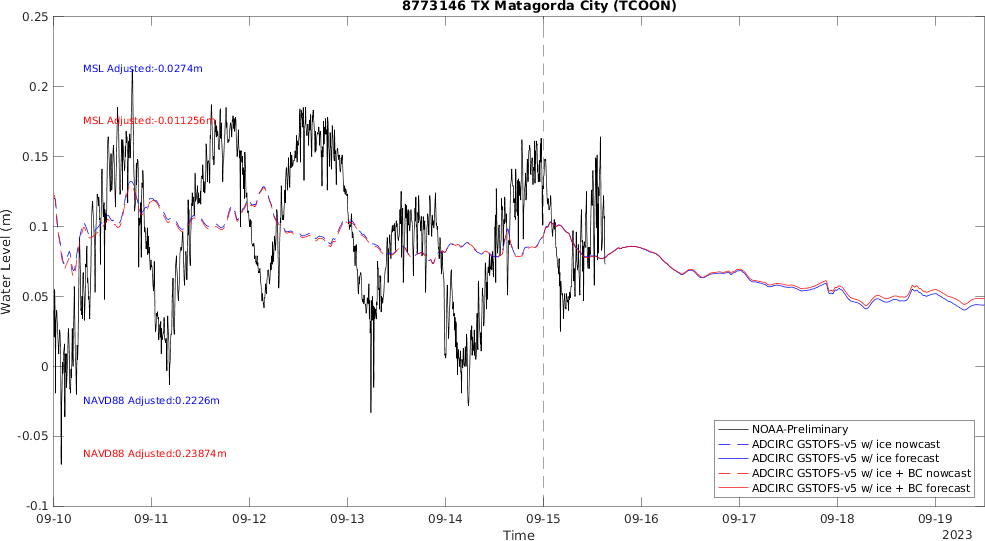 8773146 TX Matagorda City (TCOON)
0.25
0.2
0.15
0.1
0.05
0
-0.05
-0.1
Water Level (m)
MSL Adjusted:-0.0274m
MSL Adjusted:-0.011256m
NAVD88 Adjusted:0.2226m
NAVD88 Adjusted:0.23874m
NOAA-Preliminary
ADCIRC GSTOFS-v5 w/ ice nowcast
ADCIRC GSTOFS-v5 w/ ice forecast
ADCIRC GSTOFS-v5 w/ ice + BC nowcast
ADCIRC GSTOFS-v5 w/ ice + BC forecast
09-10 09-11 09-12 09-13 09-14 09-15 09-16 09-17 09-18 09-19
Time
2023